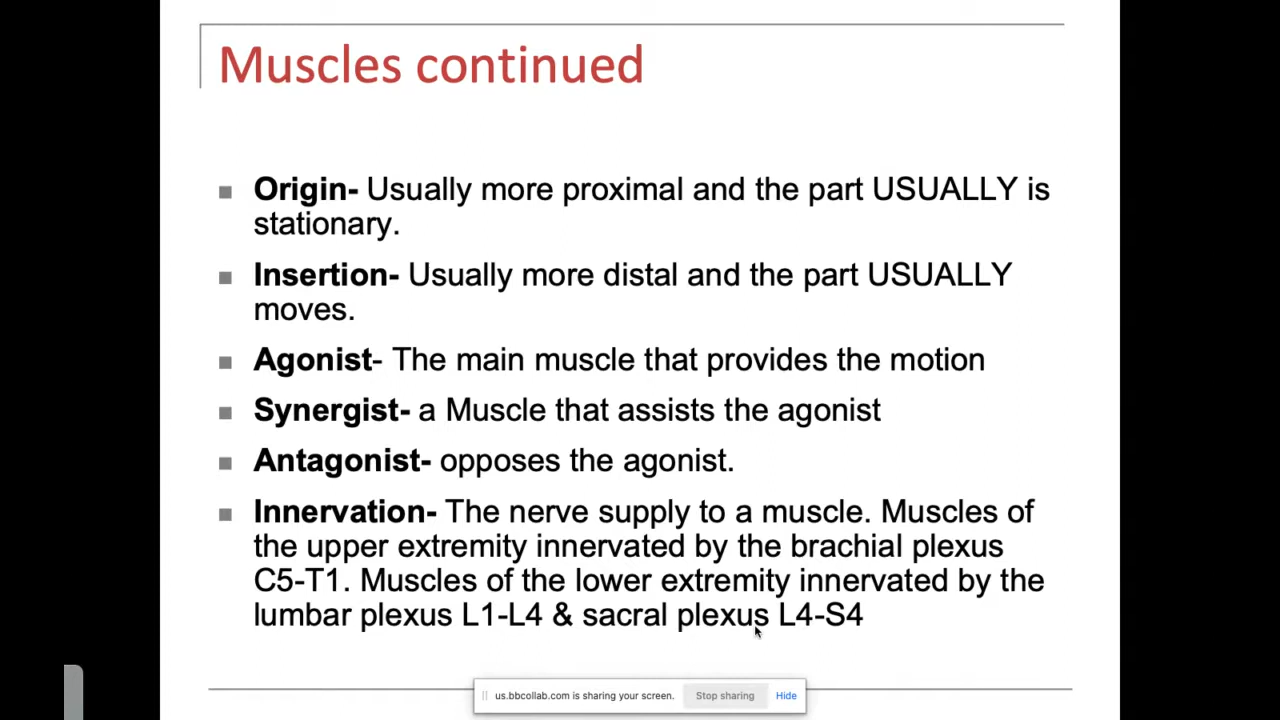 Muscles continued
Origin- Usually more proximal and the part USUALLY is
stationary.
Insertion- Usually more distal and the part USUALLY
moves.
Agonist- The main muscle that provides the motion
Synergist- a Muscle that assists the agonist
Antagonist- opposes the agonist.
Innervation- The nerve supply to a muscle. Muscles of
the upper extremity innervated by the brachial plexus
C5-T1. Muscles of the lower extremity innervated by the
lumbar plexus L1-L4 & sacral plexus L4-S4
us.bbcollab.com is sharing your screen. Stop sharing Hide